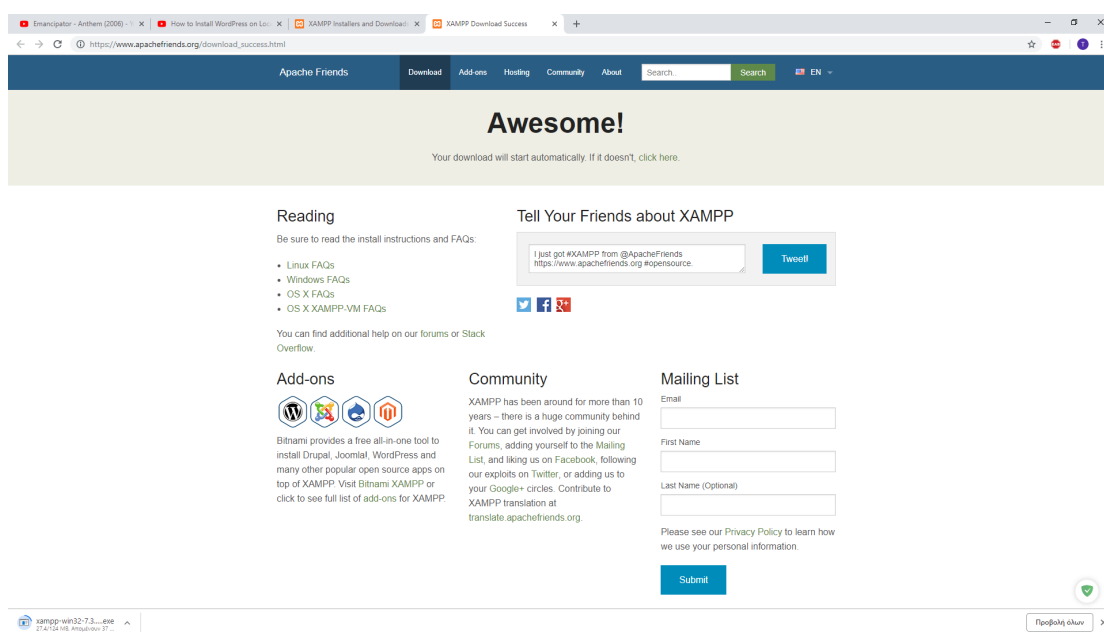 Emancipator - Anthem (2006) -
How to Install WordPress on Loc
XAMPP Installers and Download
XAMPP Download Success
https://www.apachefriends.org/download_success.html
T
Apache Friends
Download
Add-ons
Hosting
Community
About
Search..
Search
EN
Awesome!
Your download will start automatically. If it doesn't, click here.
Reading
Be sure to read the install instructions and FAQs:
• Linux FAQs
• Windows FAQs
• OS X FAQs
• OS X XAMPP-VM FAQs
You can find additional help on our forums or Stack
Overflow.
Tell Your Friends about XAMPP
I just got #XAMPP from @ApacheFriends
https://www.apachefriends.org #opensource.
Tweet!
Add-ons
Bitnami provides a free all-in-one tool to
install Drupal, Joomla!, WordPress and
many other popular open source apps on
top of XAMPP. Visit Bitnami XAMPP or
click to see full list of add-ons for XAMPP.
Community
XAMPP has been around for more than 10
years – there is a huge community behind
it. You can get involved by joining our
Forums, adding yourself to the Mailing
List, and liking us on Facebook, following
our exploits on Twitter, or adding us to
your Google+ circles. Contribute to
XAMPP translation at
translate.apachefriends.org.
Mailing List
Email
First Name
Last Name (Optional)
Please see our Privacy Policy to learn how
we use your personal information.
Submit
xampp-win32-7.3....exe
27,4/124 MB, Απομένουν 37 ...
Προβολή όλων